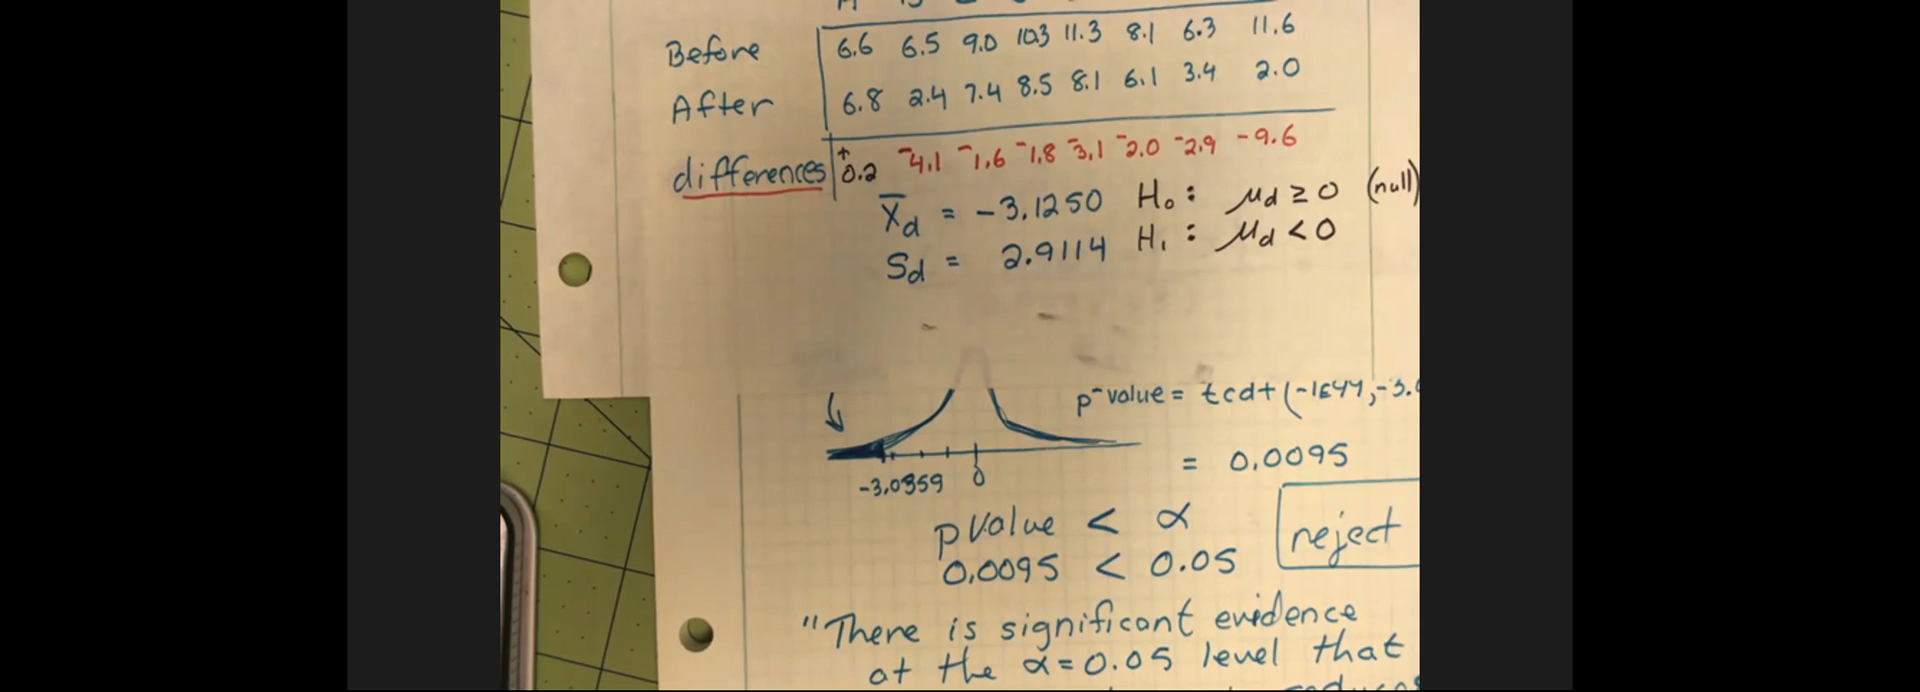 Before 6.6 6.5 9.0 10.3 11.3 8.1 6.3 11.6
After 6.8 2.4 7.4 8.5 8.1 6.1 3.4 2.0
differences +0.2 -4.1 -1.6 -1.8 -3.1 -2.0 -2.9 -9.6
x̄d = -3.1250 H₀: μd ≥ 0 (null)
Sd = 2.9114 H₁: μd < 0
p-value = tcdf(-1E99, -3.0
-3.0359 0
= 0.0095
pvalue < α
0.0095 < 0.05
reject
"There is significant evidence
at the α = 0.05 level that